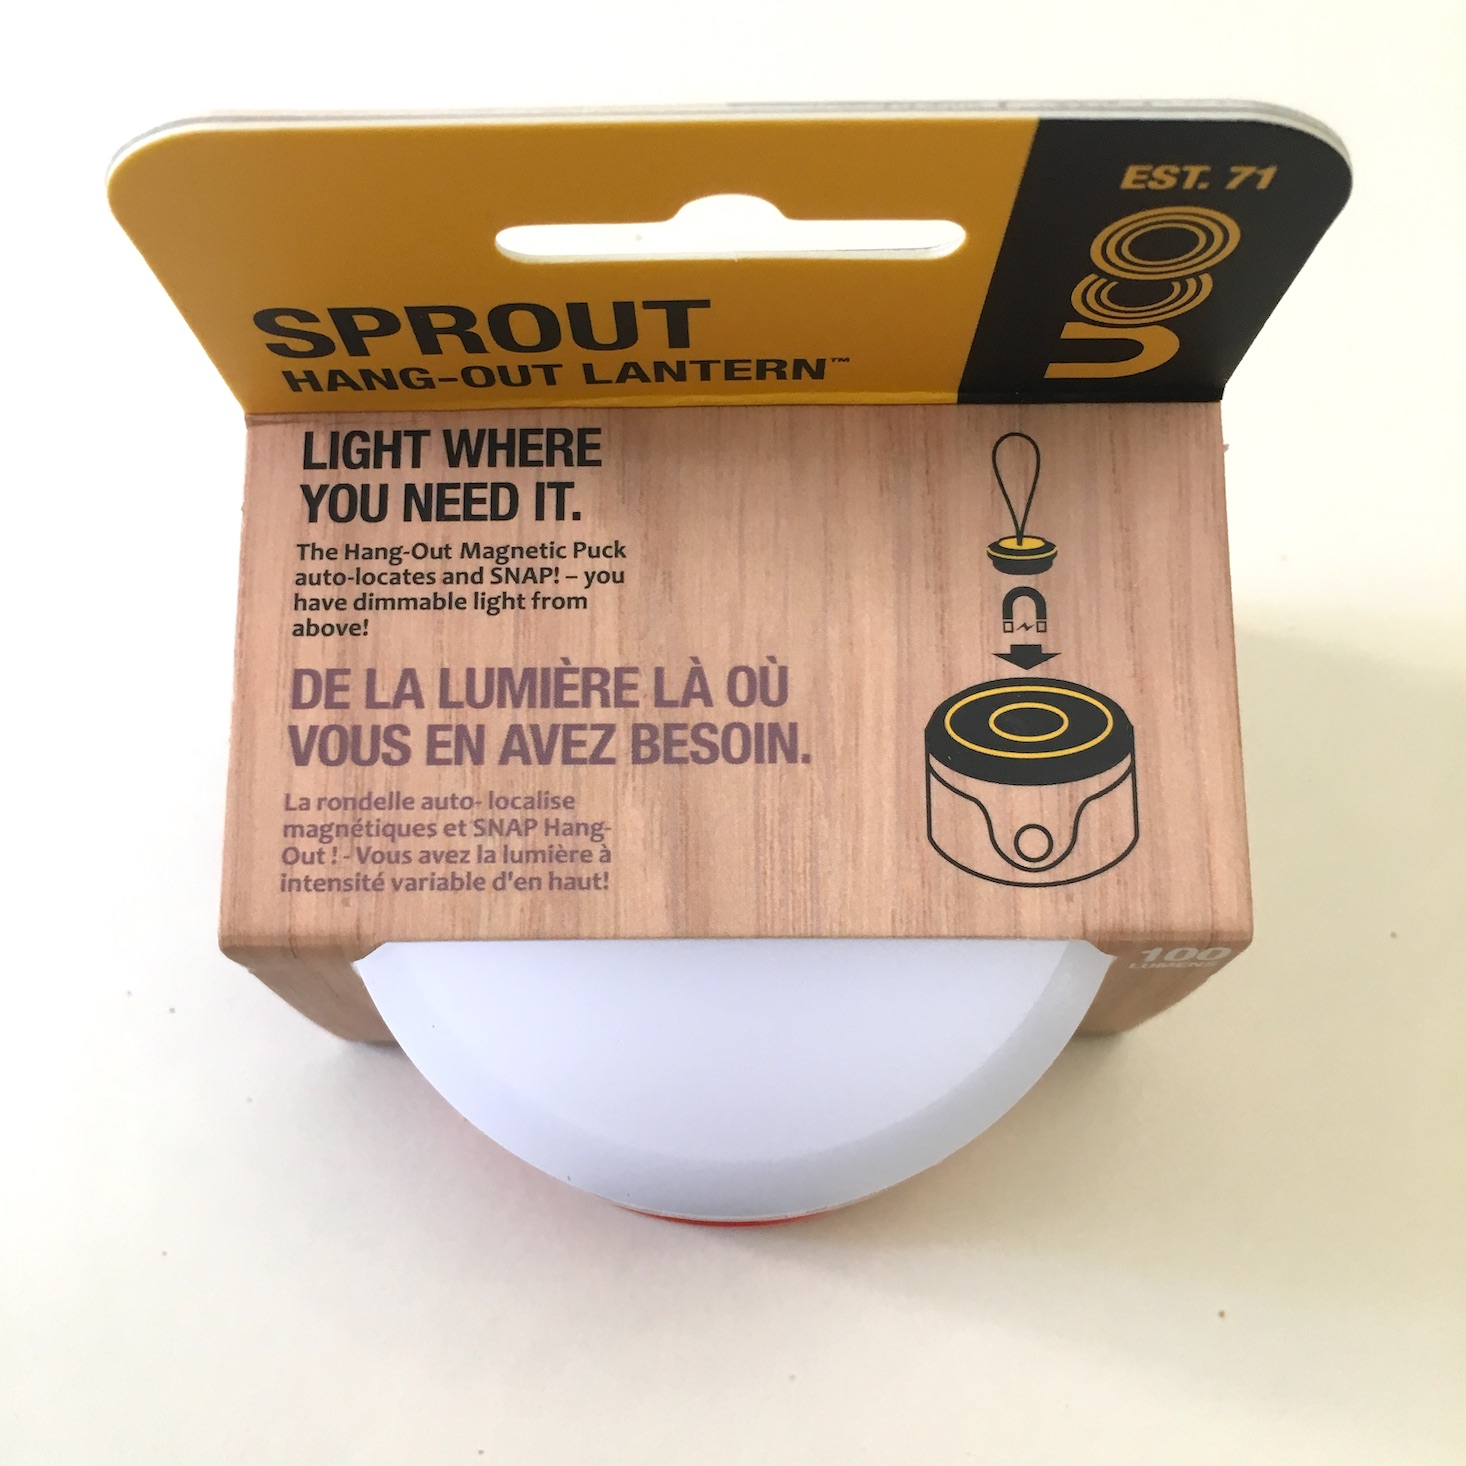 EST. 71
uco
SPROUT
HANG-OUT LANTERN™
LIGHT WHERE
YOU NEED IT.
The Hang-Out Magnetic Puck
auto-locates and SNAP! – you
have dimmable light from
above!
DE LA LUMIÈRE LÀ OÙ
VOUS EN AVEZ BESOIN.
La rondelle auto- localise
magnétiques et SNAP Hang-
Out ! - Vous avez la lumière à
intensité variable d'en haut!
100
LUMENS